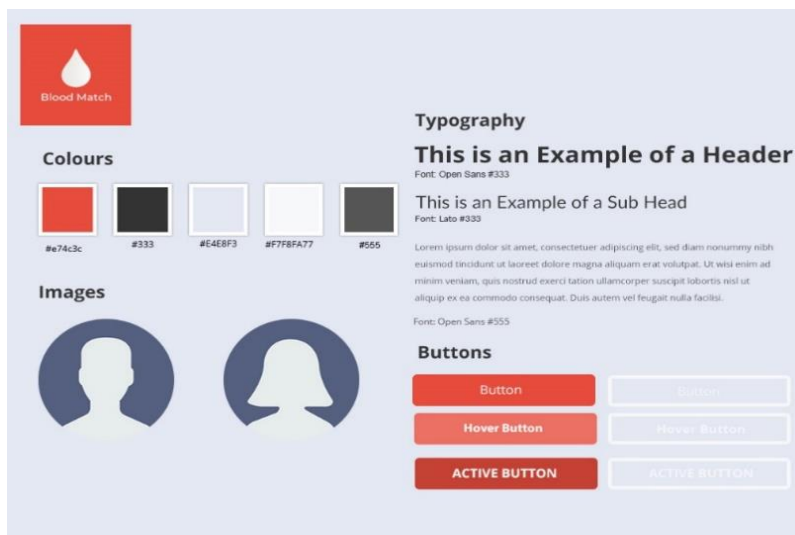 Blood Match
Colours
#e74c3c
#333
#E4E8F3
#F7F8FA77
#555
Images
Typography
This is an Example of a Header
Font: Open Sans #333
This is an Example of a Sub Head
Font: Lato #333
Lorem ipsum dolor sit amet, consectetuer adipiscing elit, sed diam nonummy nibh
euismod tincidunt ut laoreet dolore magna aliquam erat volutpat. Ut wisi enim ad
minim veniam, quis nostrud exerci tation ullamcorper suscipit lobortis nisl ut
aliquip ex ea commodo consequat. Duis autem vel feugait nulla facilisi.
Font: Open Sans #555
Buttons
Button
Button
Hover Button
Hover Button
ACTIVE BUTTON
ACTIVE BUTTON